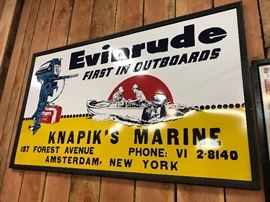 Evinrude
FIRST IN OUTBOARDS
KNAPIK'S MARINE
197 FOREST AVENUE PHONE: VI 2-8140
AMSTERDAM, NEW YORK